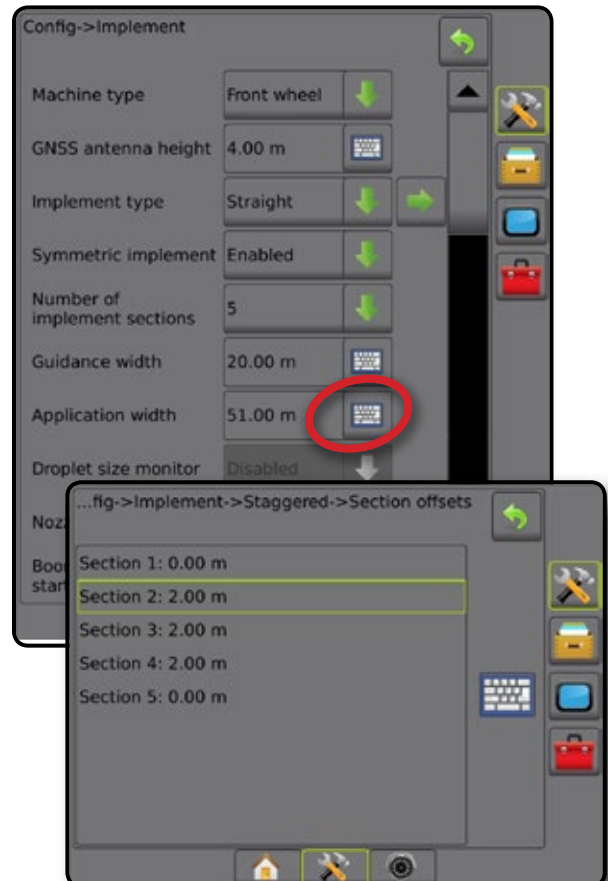 Config->Implement
Machine type Front wheel
GNSS antenna height 4.00 m
Implement type Straight
Symmetric implement Enabled
Number of
implement sections 5
Guidance width 20.00 m
Application width 51.00 m
Droplet size monitor Disabled
...fig->Implement->Staggered->Section offsets
Section 1: 0.00 m
Section 2: 2.00 m
Section 3: 2.00 m
Section 4: 2.00 m
Section 5: 0.00 m